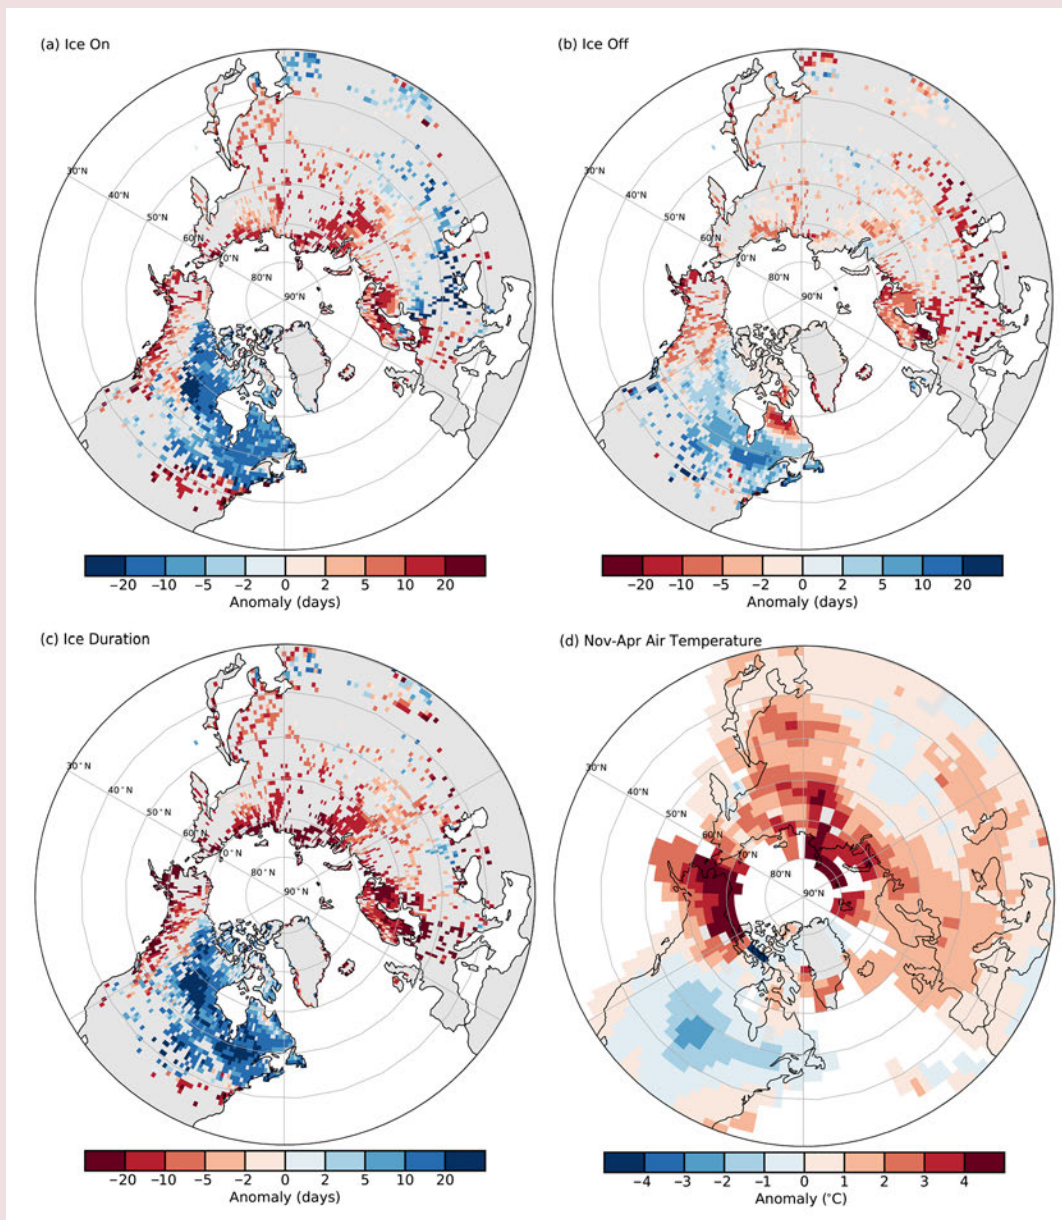 (a) Ice On
(b) Ice Off
30°N
40°N
50°N
60°N
70°N
80°N
90°N
30°N
40°N
50°N
60°N
70°N
80°N
90°N
−20 −10 −5 −2 0 2 5 10 20
Anomaly (days)
−20 −10 −5 −2 0 2 5 10 20
Anomaly (days)
(c) Ice Duration
(d) Nov-Apr Air Temperature
30°N
40°N
50°N
60°N
70°N
80°N
90°N
30°N
40°N
50°N
60°N
70°N
80°N
90°N
−20 −10 −5 −2 0 2 5 10 20
Anomaly (days)
−4 −3 −2 −1 0 1 2 3 4
Anomaly (°C)